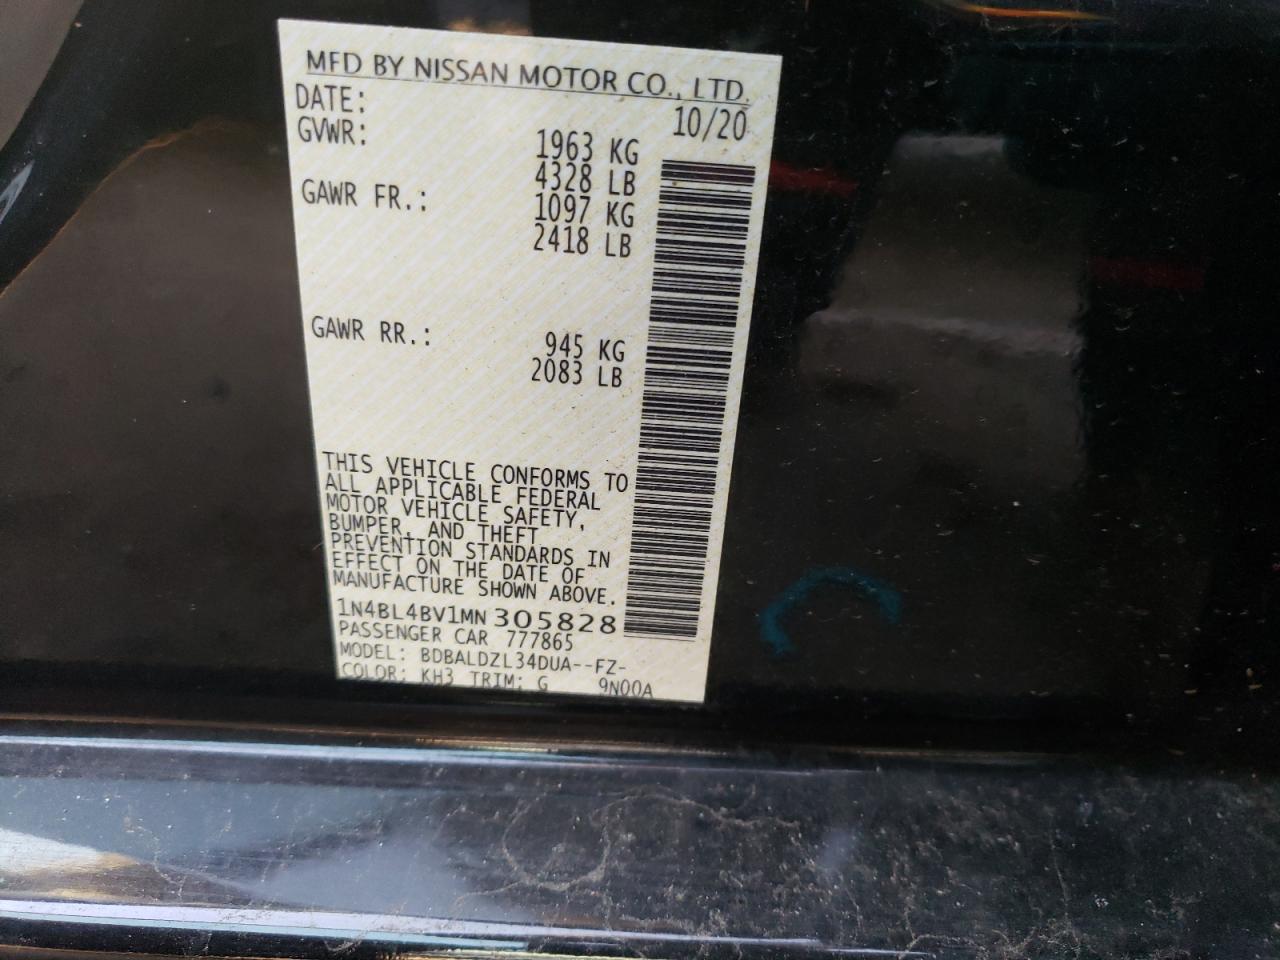 MFD BY NISSAN MOTOR CO., LTD.
DATE: 10/20
GVWR: 1963 KG
4328 LB
GAWR FR.: 1097 KG
2418 LB
GAWR RR.: 945 KG
2083 LB
THIS VEHICLE CONFORMS TO
ALL APPLICABLE FEDERAL
MOTOR VEHICLE SAFETY,
BUMPER, AND THEFT
PREVENTION STANDARDS IN
EFFECT ON THE DATE OF
MANUFACTURE SHOWN ABOVE.
1N4BL4BV1MN305828
PASSENGER CAR 777865
MODEL: BDBALDZL34DUA--FZ-
COLOR: KH3 TRIM: G 9N00A